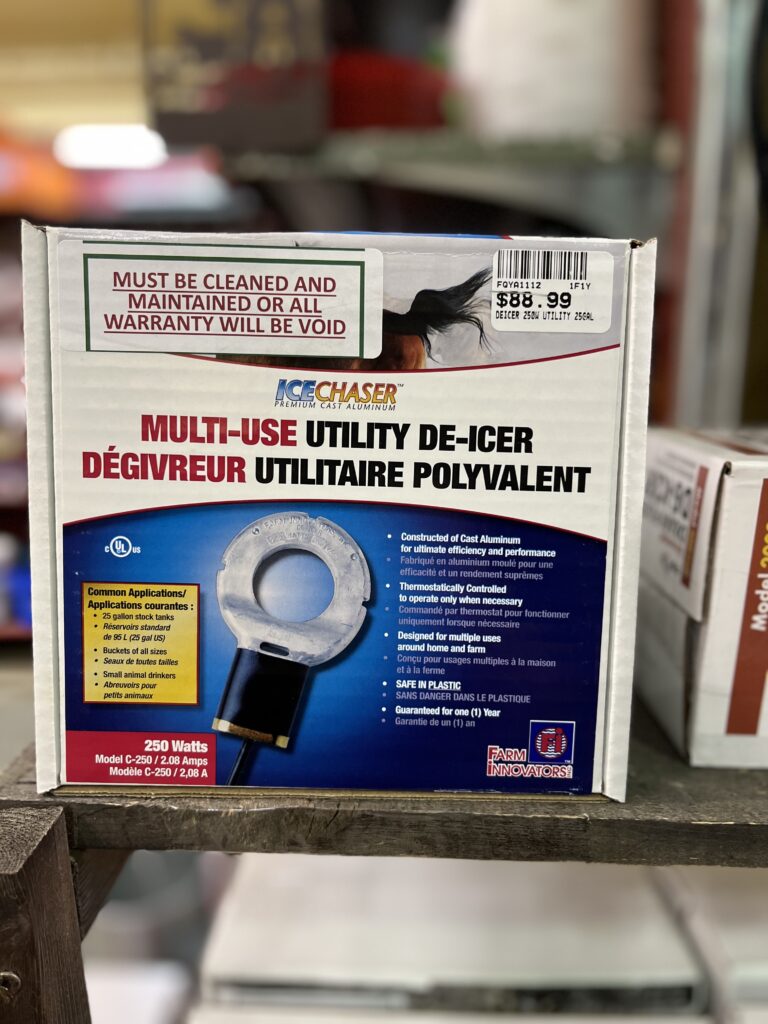 MUST BE CLEANED AND
MAINTAINED OR ALL
WARRANTY WILL BE VOID
FQYA1112 1F1Y
$88.99
DEICER 250W UTILITY 25GAL
ICECHASER™
PREMIUM CAST ALUMINUM
MULTI-USE UTILITY DE-ICER
DÉGIVREUR UTILITAIRE POLYVALENT
C UL US
Common Applications/
Applications courantes :
• 25 gallon stock tanks
• Réservoirs standard
de 95 L (25 gal US)
• Buckets of all sizes
• Seaux de toutes tailles
• Small animal drinkers
• Abreuvoirs pour
petits animaux
• Constructed of Cast Aluminum
for ultimate efficiency and performance
• Fabriqué en aluminium moulé pour une
efficacité et un rendement suprêmes
• Thermostatically Controlled
to operate only when necessary
• Commandé par thermostat pour fonctionner
uniquement lorsque nécessaire
• Designed for multiple uses
around home and farm
• Conçu pour usages multiples à la maison
et à la ferme
• SAFE IN PLASTIC
• SANS DANGER DANS LE PLASTIQUE
• Guaranteed for one (1) Year
• Garantie de un (1) an
250 Watts
Model C-250 / 2.08 Amps
Modèle C-250 / 2,08 A
Fi
FARM
INNOVATORS
Model